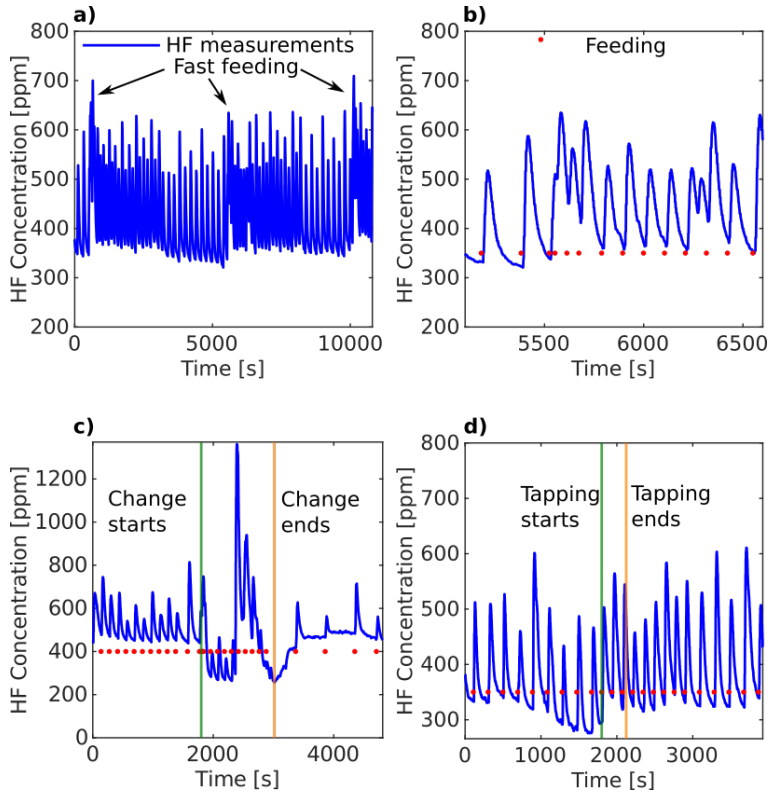 a)
HF Concentration [ppm]
800
700
600
500
400
300
200
HF measurements
Fast feeding
0
5000
10000
Time [s]
b)
HF Concentration [ppm]
800
700
600
500
400
300
200
Feeding
5500
6000
6500
Time [s]
c)
HF Concentration [ppm]
1200
1000
800
600
400
200
0
Change
starts
Change
ends
0
2000
4000
Time [s]
d)
HF Concentration [ppm]
800
700
600
500
400
300
Tapping
starts
Tapping
ends
0
1000
2000
3000
Time [s]